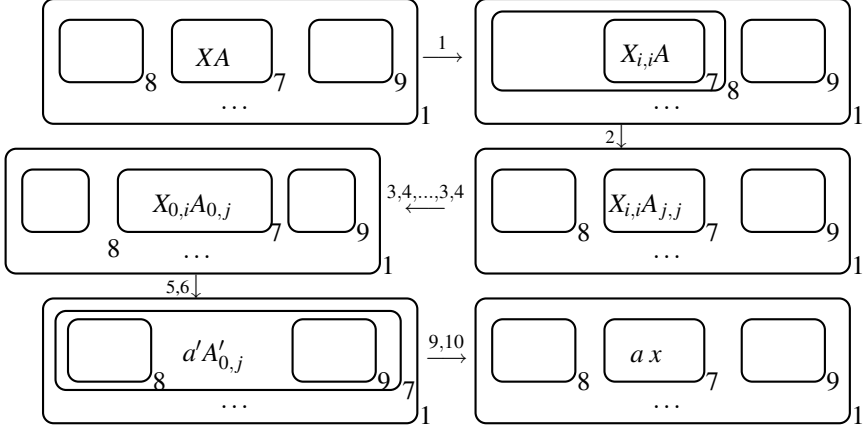 XA 8 7 9 … 1
1
X_{i,i}A 7 8 9 … 1
2
X_{i,i}A_{j,j} 8 7 9 … 1
3,4,...,3,4
X_{0,i}A_{0,j} 8 7 9 … 1
5,6
a′A′_{0,j} 8 9 7 … 1
9,10
a x 8 7 9 … 1